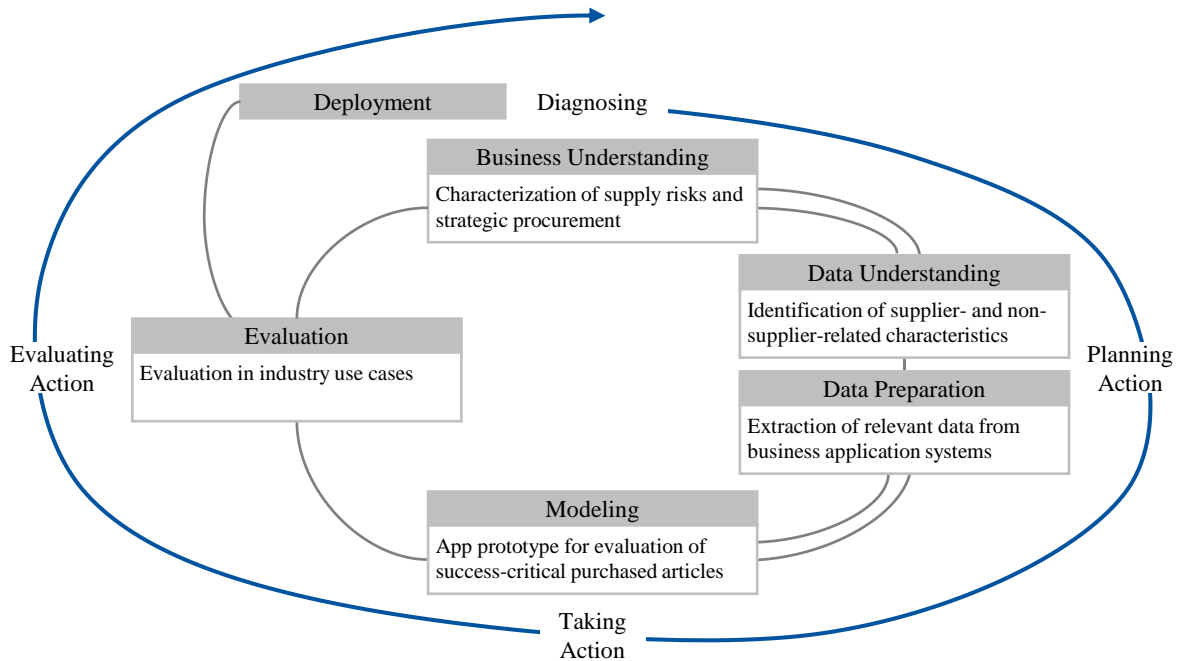 Deployment
Diagnosing
Business Understanding
Characterization of supply risks and
strategic procurement
Data Understanding
Identification of supplier- and non-
supplier-related characteristics
Evaluation
Evaluation in industry use cases
Evaluating
Action
Planning
Action
Data Preparation
Extraction of relevant data from
business application systems
Modeling
App prototype for evaluation of
success-critical purchased articles
Taking
Action